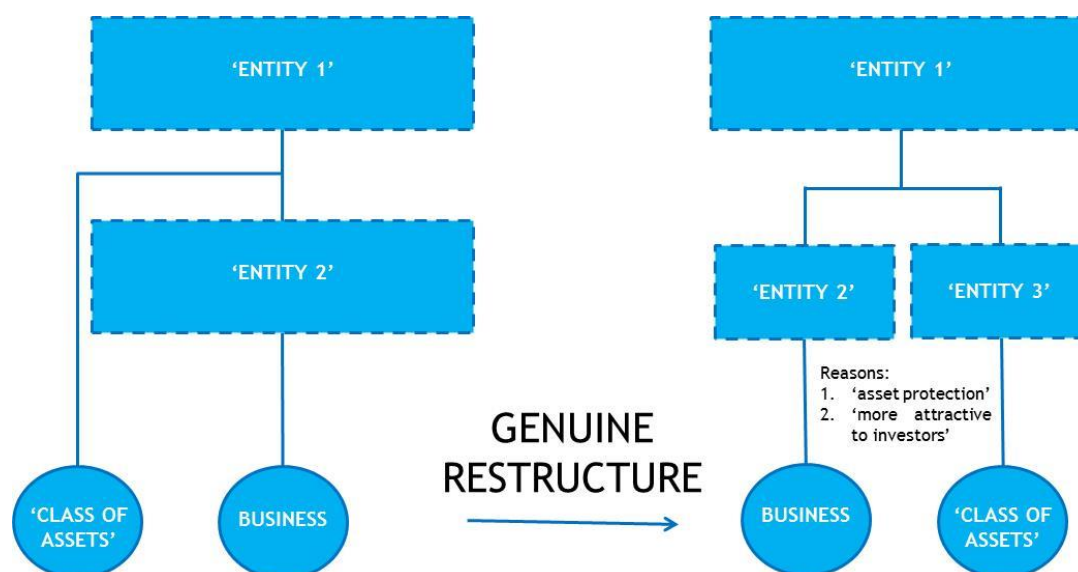 ‘ENTITY 1’
‘ENTITY 1’
‘ENTITY 2’
‘ENTITY 2’
‘ENTITY 3’
Reasons:
1. ‘asset protection’
2. ‘more attractive
to investors’
GENUINE
RESTRUCTURE
‘CLASS OF
ASSETS’
BUSINESS
BUSINESS
‘CLASS OF
ASSETS’